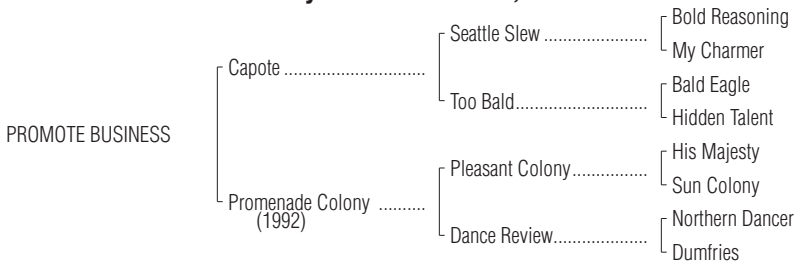 Bold Reasoning
Seattle Slew ...........................
My Charmer
Capote ..............................
Bald Eagle
Too Bald.................................
Hidden Talent
PROMOTE BUSINESS
His Majesty
Pleasant Colony...................
Sun Colony
Promenade Colony ..........
(1992)
Northern Dancer
Dance Review.......................
Dumfries